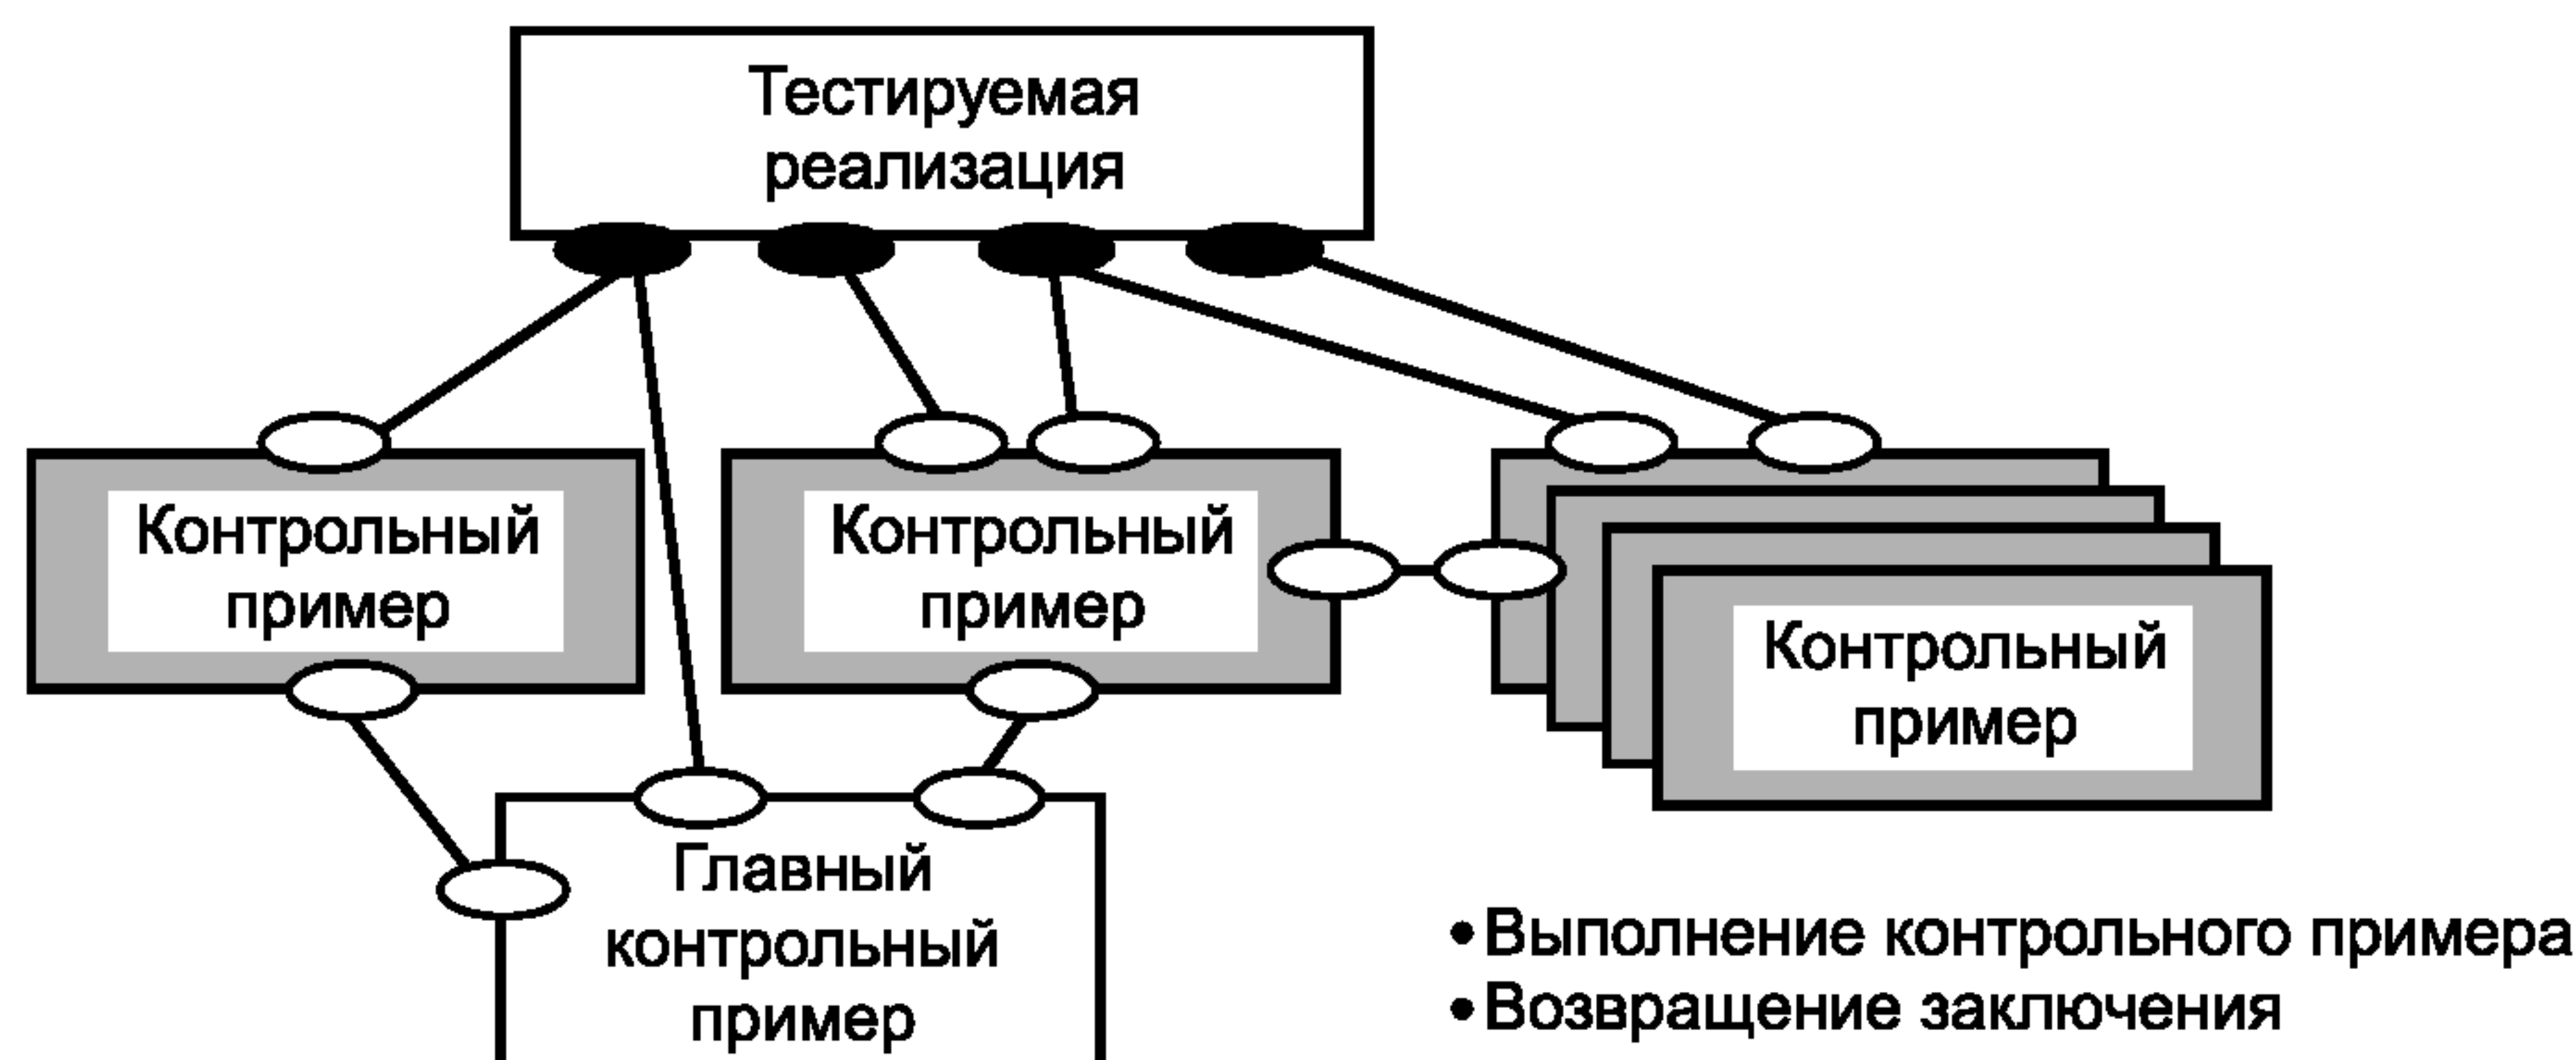 Тестируемая
реализация
Контрольный
пример
Контрольный
пример
Контрольный
пример
Главный
контрольный
пример
• Выполнение контрольного примера
• Возвращение заключения